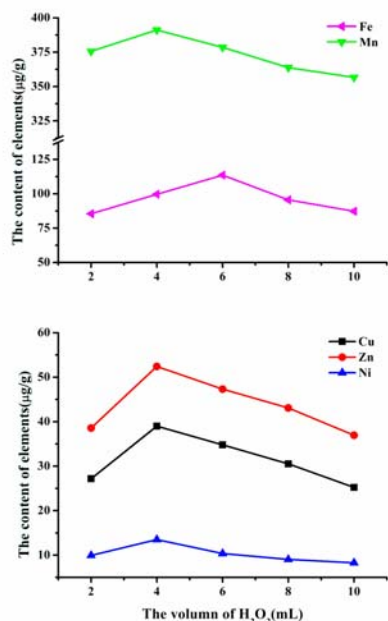 Fe
Mn
The content of elements(μg/g)
400
375
350
325
125
100
75
50
2 4 6 8 10
Cu
Zn
Ni
The content of elements(μg/g)
60
50
40
30
20
10
2 4 6 8 10
The volumn of H₂O₂(mL)